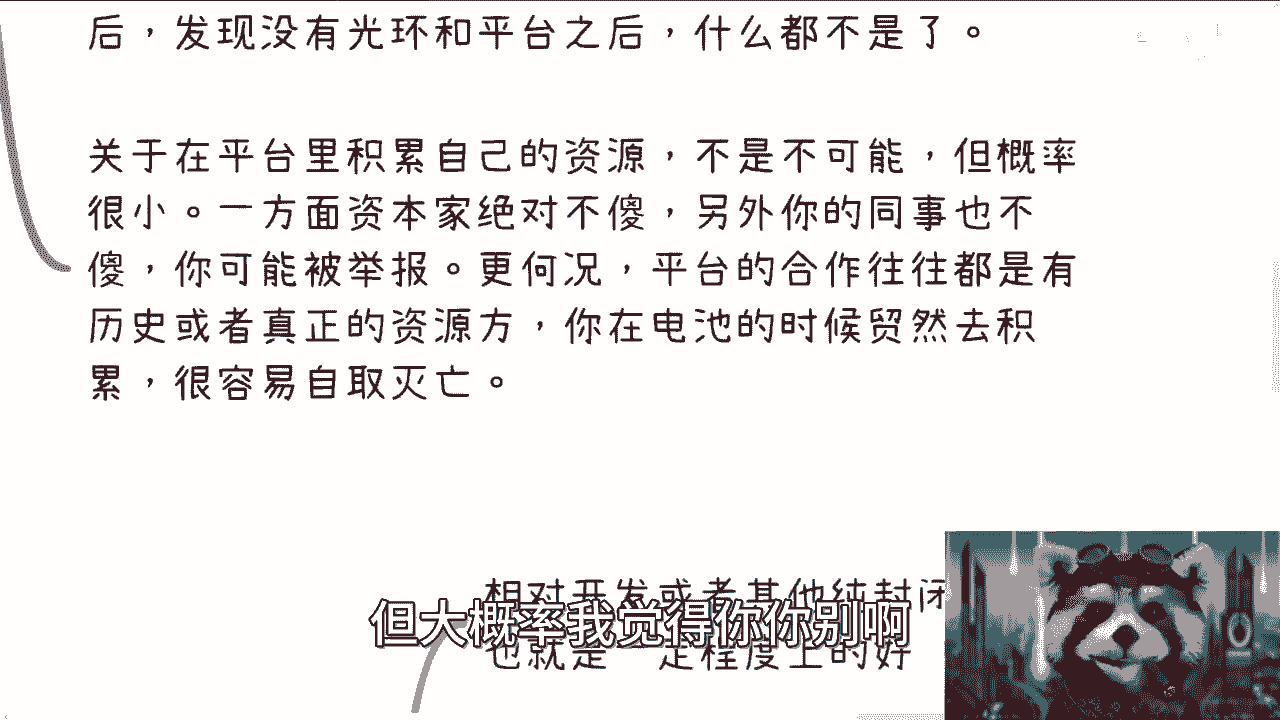 后，发现没有光环和平台之后，什么都不是了。
关于在平台里积累自己的资源，不是不可能，但概率
很小。一方面资本家绝对不傻，另外你的同事也不
傻，你可能被举报。更何况，平台的合作往往都是有
历史或者真正的资源方，你在电池的时候贸然去积
累，很容易自取灭亡。
相对开发或者其他纯封闭
但大概率我觉得你你别啊
也就是一定程度上的好